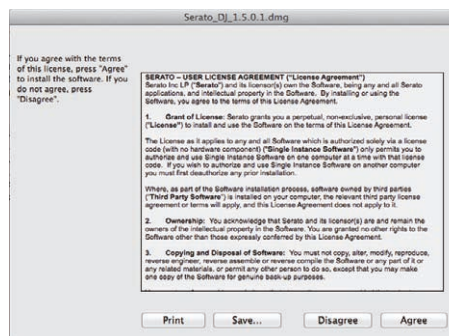 Serato_DJ_1.5.0.1.dmg
If you agree with the terms
of this license, press "Agree"
to install the software. If you
do not agree, press
"Disagree".
SERATO – USER LICENSE AGREEMENT ("License Agreement")
Serato Inc LP ("Serato") and its licensor(s) own the Software, being any and all Serato
applications, and intellectual property in the Software. By installing or using the
Software, you agree to the terms of this License Agreement.
1. Grant of License: Serato grants you a perpetual, non-exclusive, personal license
("License") to install and use the Software on the terms of this License Agreement.
The License as it applies to any and all Software which is authorized solely via a license
code (with no hardware component) ("Single Instance Software") only permits you to
authorize and use Single Instance Software on one computer at a time with that license
code. If you wish to authorize and use Single Instance Software on another computer
you must first deauthorize any prior installation.
Where, as part of the Software installation process, software owned by third parties
("Third Party Software") is installed on your computer, the relevant third party license
agreement or terms will apply, and this License Agreement does not apply to it.
2. Ownership: You acknowledge that Serato and its licensor(s) are and remain the
owners of the intellectual property in the Software. You are granted no other rights to the
Software other than those expressly conferred by this License Agreement.
3. Copying and Disposal of Software: You must not copy, alter, modify, reproduce,
reverse engineer, reverse assemble or reverse compile the Software or any part of it or
any related materials, or permit any other person to do so, except that you may make
one copy of the Software for genuine back-up purposes.
Print Save... Disagree Agree